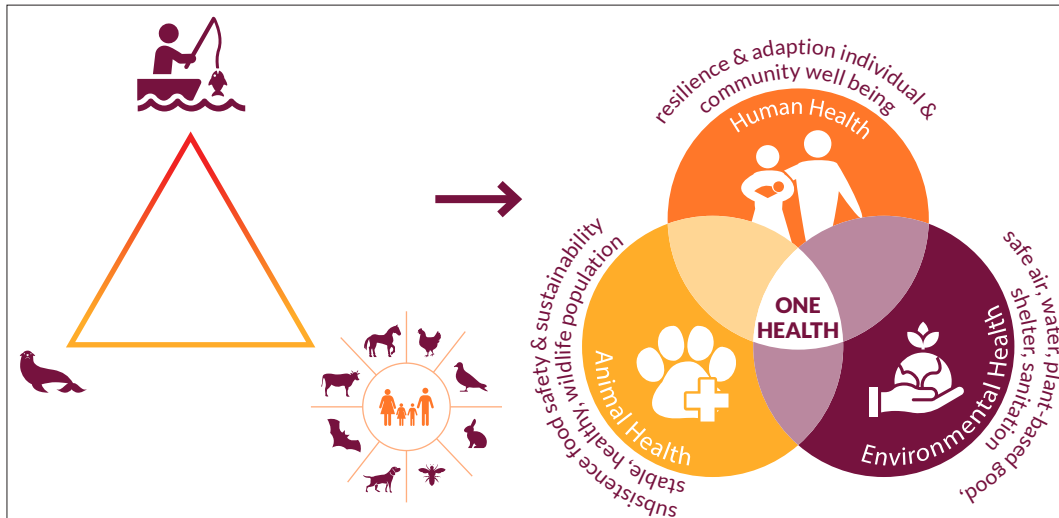 resilience & adaption individual &
community well being
Human Health
ONE
HEALTH
subsistence food safety & sustainability
stable, healthy, wildlife population
Animal Health
Environmental Health
safe air, water, plant-based good,
shelter, sanitation